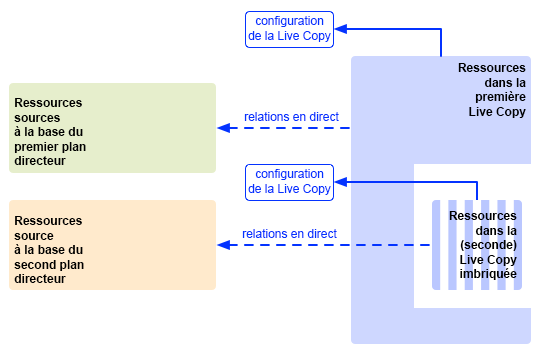 configuration
de la Live Copy
Ressources
dans la
première
Live Copy
Ressources
sources
à la base du
premier plan
directeur
relations en direct
configuration
de la Live Copy
Ressources
source
à la base du
second plan
directeur
relations en direct
Ressources
dans la
(seconde)
Live Copy
imbriquée